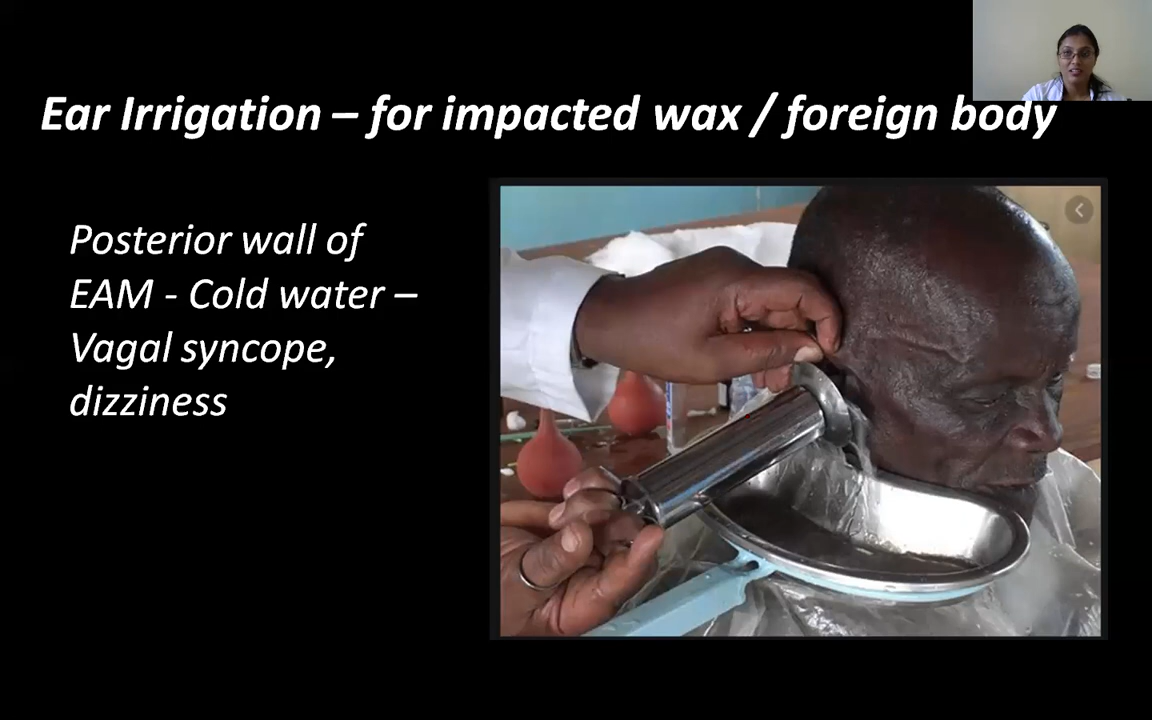 Ear Irrigation – for impacted wax / foreign body
Posterior wall of
EAM - Cold water –
Vagal syncope,
dizziness